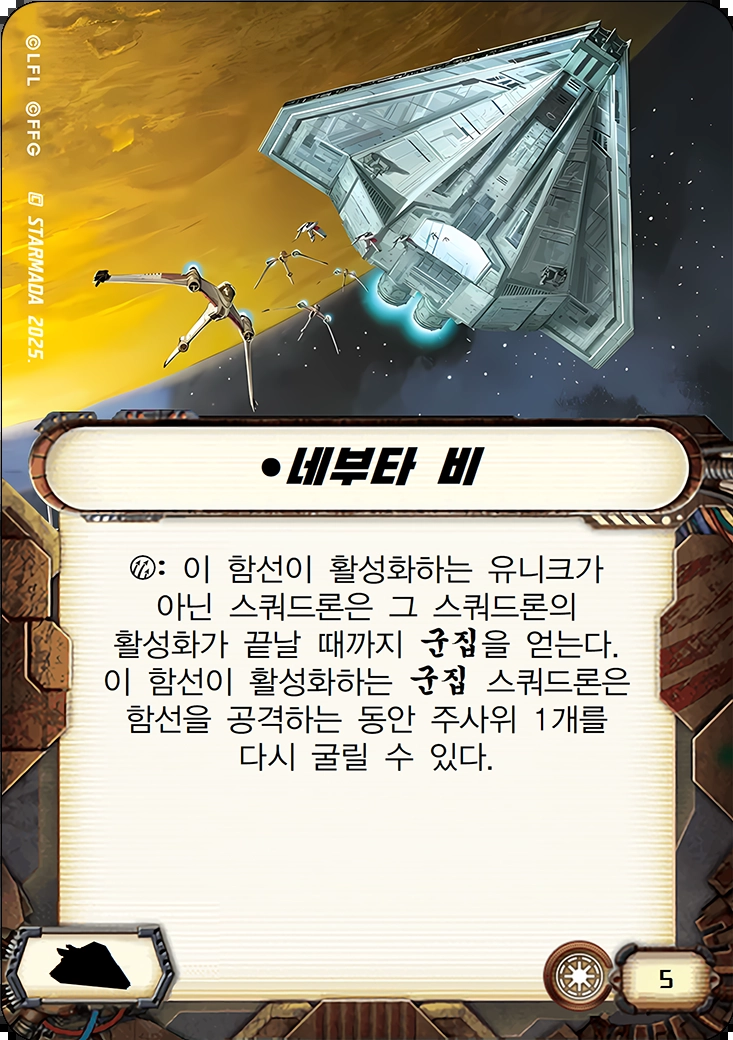 ©LFL ©FFG
STARMADA 2025.
•네부타 비
: 이 함선이 활성화하는 유니크가
아닌 스쿼드론은 그 스쿼드론의
활성화가 끝날 때까지 군집을 얻는다.
이 함선이 활성화하는 군집 스쿼드론은
함선을 공격하는 동안 주사위 1개를
다시 굴릴 수 있다.
5